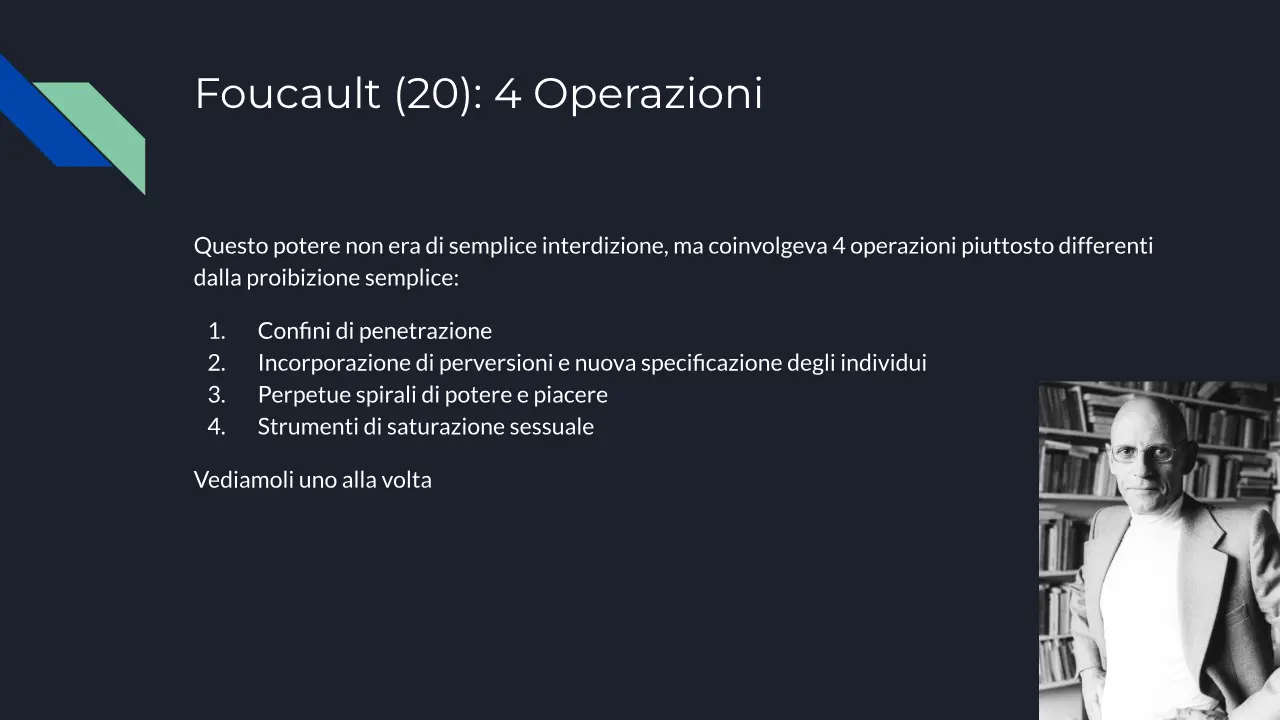 Foucault (20): 4 Operazioni
Questo potere non era di semplice interdizione, ma coinvolgeva 4 operazioni piuttosto differenti
dalla proibizione semplice:
1. Confini di penetrazione
2. Incorporazione di perversioni e nuova specificazione degli individui
3. Perpetue spirali di potere e piacere
4. Strumenti di saturazione sessuale
Vediamoli uno alla volta